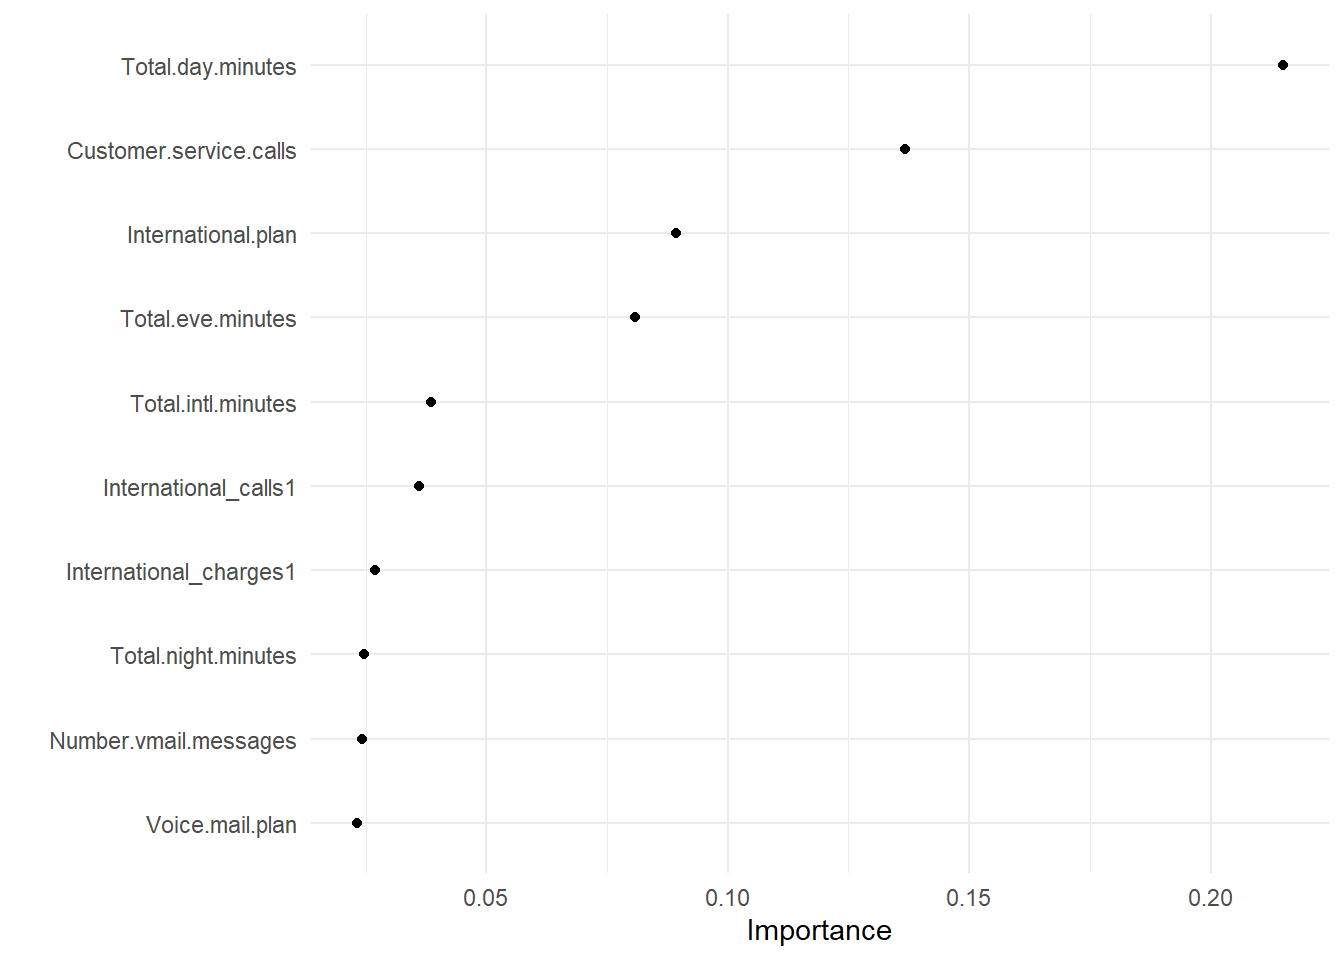 Total.day.minutes
Customer.service.calls
International.plan
Total.eve.minutes
Total.intl.minutes
International_calls1
International_charges1
Total.night.minutes
Number.vmail.messages
Voice.mail.plan
0.05 0.10 0.15 0.20
Importance